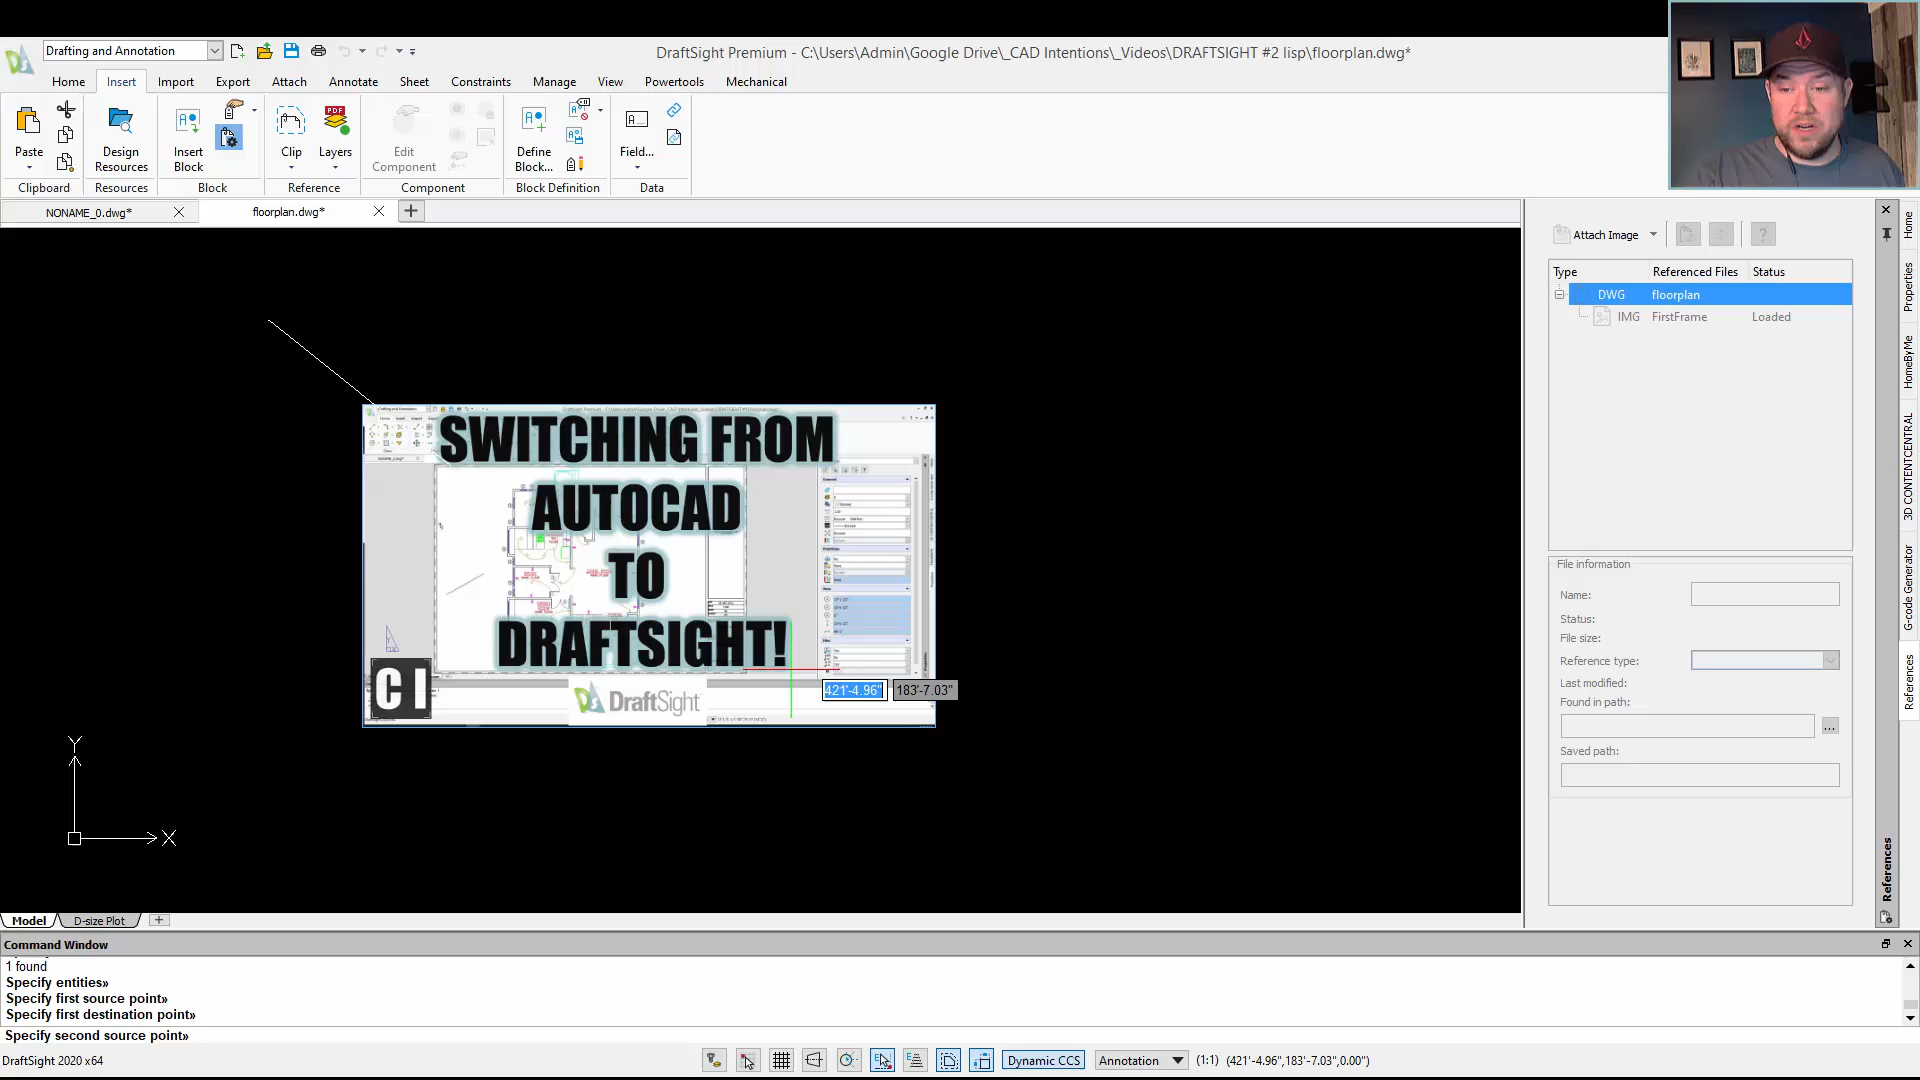 Drafting and Annotation
DraftSight Premium - C:\Users\Admin\Google Drive\_CAD Intentions\_Videos\DRAFTSIGHT #2 lisp\floorplan.dwg*
Home Insert Import Export Attach Annotate Sheet Constraints Manage View Powertools Mechanical
Paste
Design
Resources
Insert
Block
Clip
Layers
Edit
Component
Define
Block...
Field...
Clipboard Resources Block Reference Component Block Definition Data
NONAME_0.dwg*
floorplan.dwg*
Attach Image
Type Referenced Files Status
DWG floorplan
IMG FirstFrame Loaded
File information
Name:
Status:
File size:
Reference type:
Last modified:
Found in path:
...
Saved path:
Home
Properties
HomeByMe
3D CONTENTCENTRAL
G-code Generator
References
References
SWITCHING FROM
AUTOCAD
TO
DRAFTSIGHT!
CI
DraftSight
421'-4.96" 183'-7.03"
Y
X
Model D-size Plot
Command Window
1 found
Specify entities»
Specify first source point»
Specify first destination point»
Specify second source point»
DraftSight 2020 x64
Dynamic CCS
Annotation
(1:1) (421'-4.96",183'-7.03",0.00")